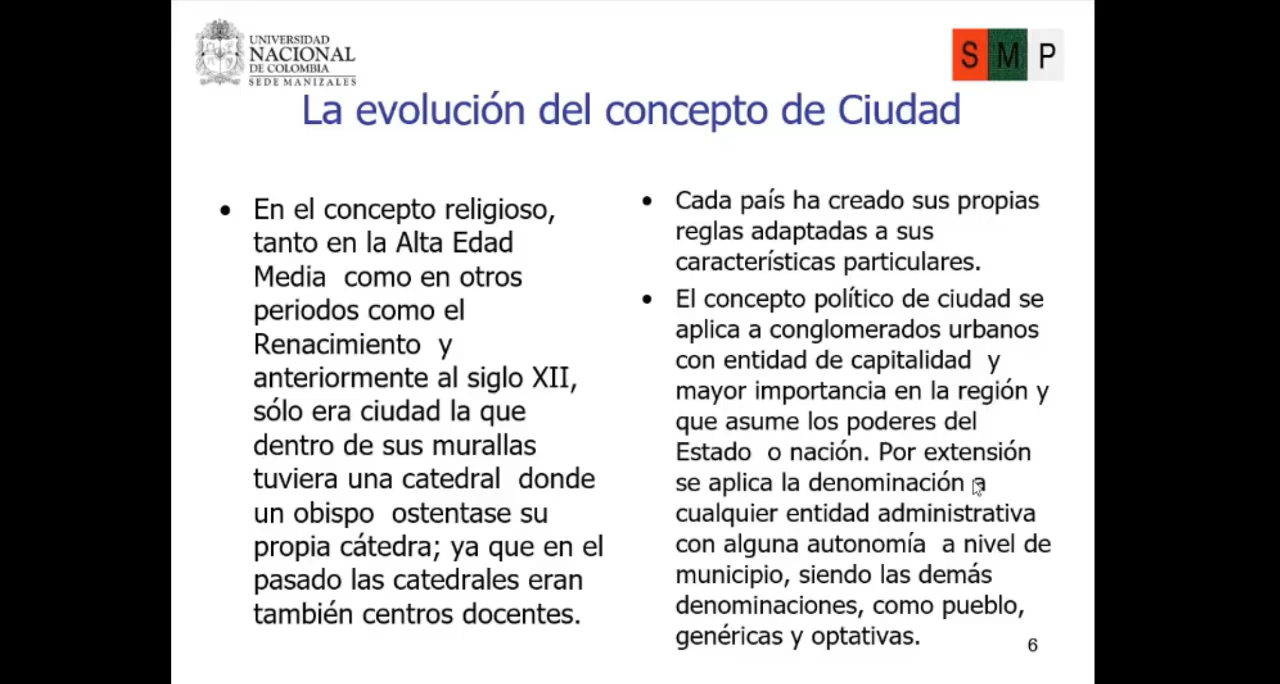 UNIVERSIDAD
NACIONAL
DE COLOMBIA
SEDE MANIZALES
S M P
La evolución del concepto de Ciudad
• En el concepto religioso,
tanto en la Alta Edad
Media como en otros
periodos como el
Renacimiento y
anteriormente al siglo XII,
sólo era ciudad la que
dentro de sus murallas
tuviera una catedral donde
un obispo ostentase su
propia cátedra; ya que en el
pasado las catedrales eran
también centros docentes.
• Cada país ha creado sus propias
reglas adaptadas a sus
características particulares.
• El concepto político de ciudad se
aplica a conglomerados urbanos
con entidad de capitalidad y
mayor importancia en la región y
que asume los poderes del
Estado o nación. Por extensión
se aplica la denominación a
cualquier entidad administrativa
con alguna autonomía a nivel de
municipio, siendo las demás
denominaciones, como pueblo,
genéricas y optativas.
6